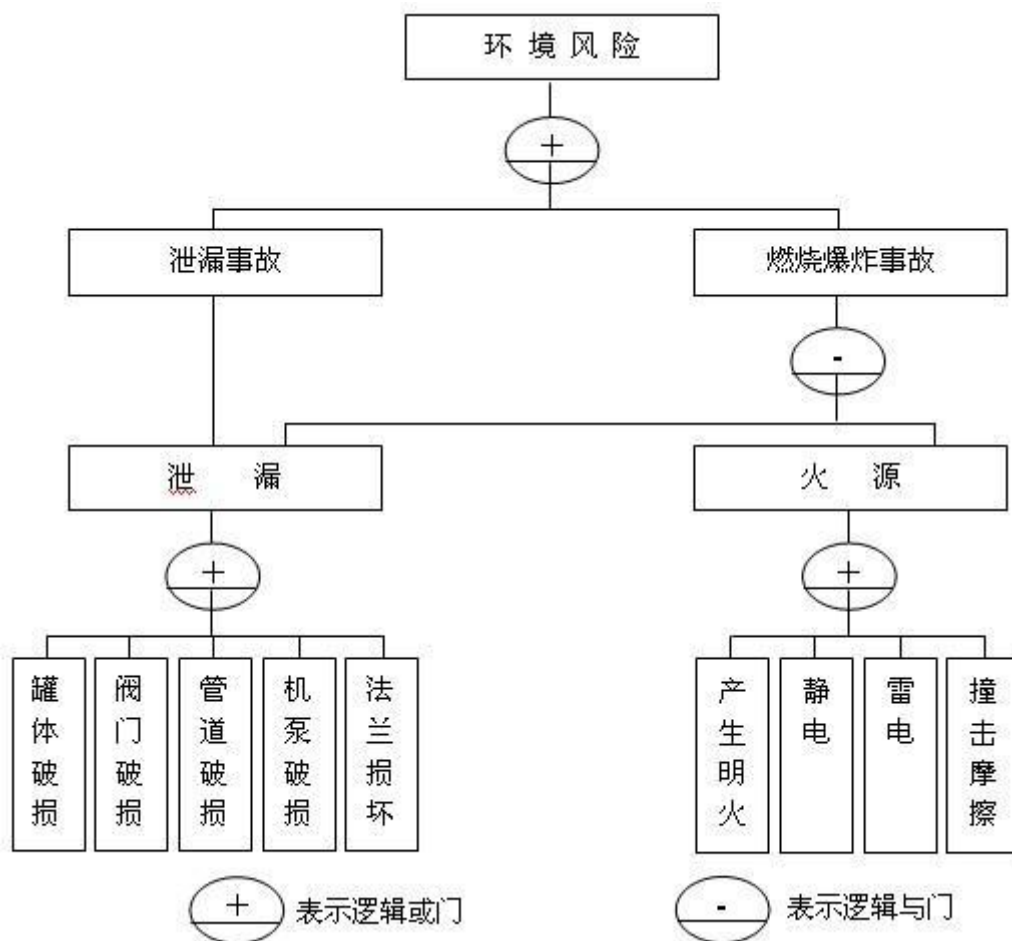 环境风险
+
泄漏事故
燃烧爆炸事故
-
泄漏
火源
+
+
罐体破损
阀门破损
管道破损
机泵破损
法兰损坏
产生明火
静电
雷电
撞击摩擦
+ 表示逻辑或门
- 表示逻辑与门